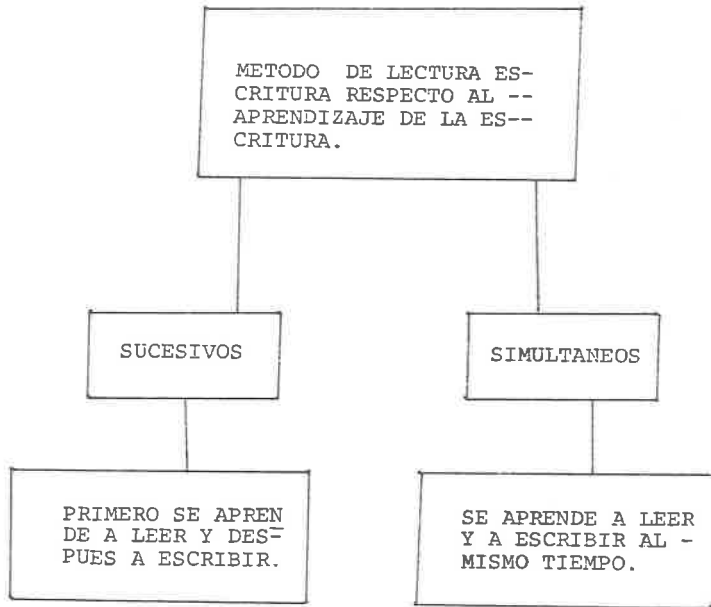 METODO DE LECTURA ES-
CRITURA RESPECTO AL --
APRENDIZAJE DE LA ES--
CRITURA.
SUCESIVOS
SIMULTANEOS
PRIMERO SE APREN
DE A LEER Y DES-
PUES A ESCRIBIR.
SE APRENDE A LEER
Y A ESCRIBIR AL -
MISMO TIEMPO.